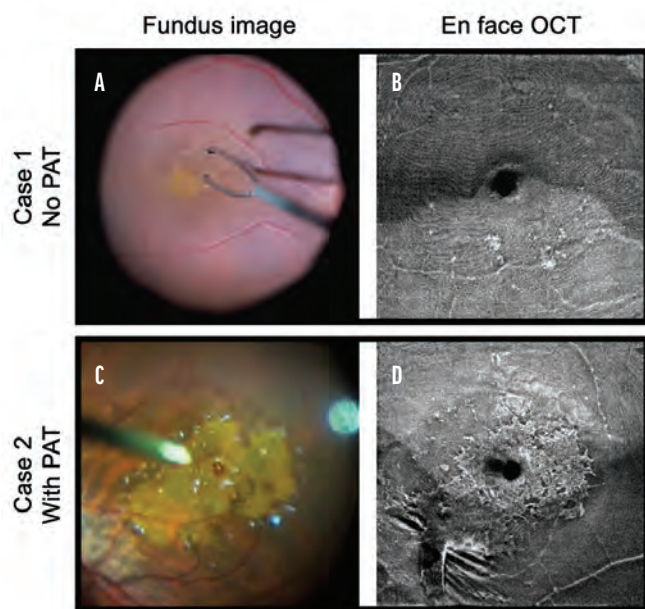 Fundus image
En face OCT
Case 1
No PAT
A
B
Case 2
With PAT
C
D